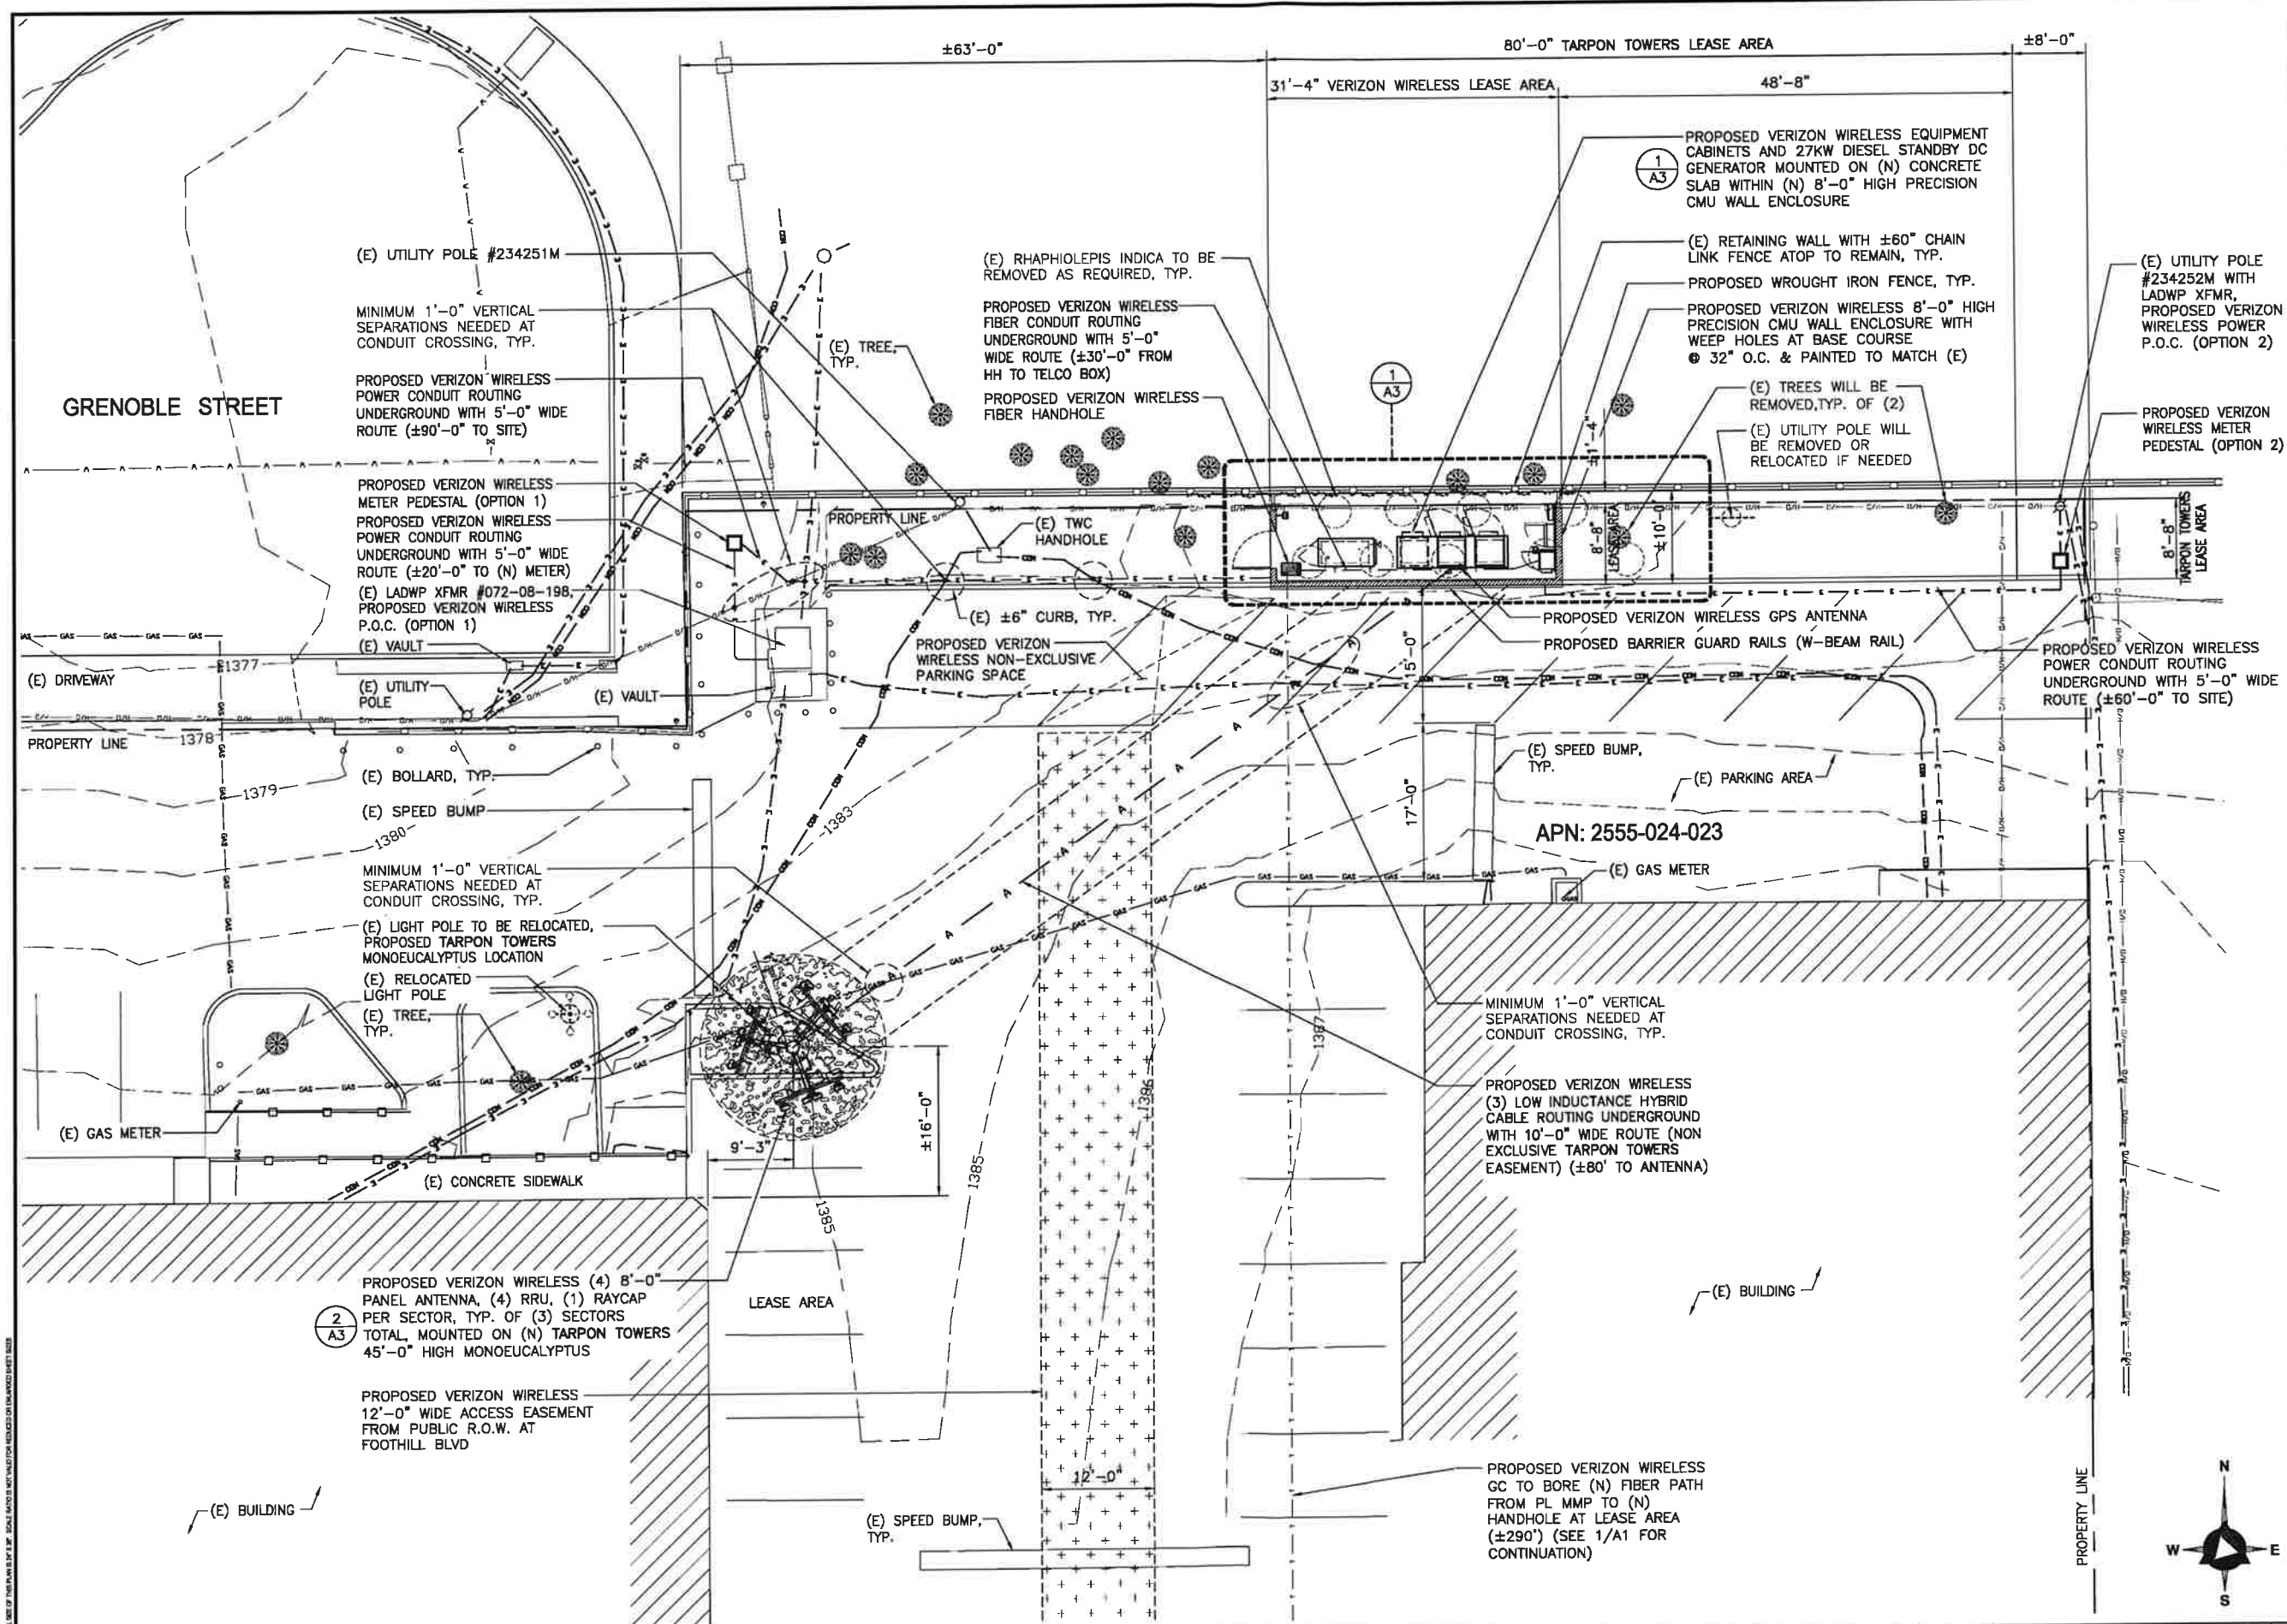 ±63'-0"
80'-0" TARPON TOWERS LEASE AREA
±8'-0"
31'-4" VERIZON WIRELESS LEASE AREA
48'-8"
PROPOSED VERIZON WIRELESS EQUIPMENT
CABINETS AND 27KW DIESEL STANDBY DC
GENERATOR MOUNTED ON (N) CONCRETE
SLAB WITHIN (N) 8'-0" HIGH PRECISION
CMU WALL ENCLOSURE
1
A3
(E) RETAINING WALL WITH ±60" CHAIN
LINK FENCE ATOP TO REMAIN, TYP.
PROPOSED WROUGHT IRON FENCE, TYP.
PROPOSED VERIZON WIRELESS 8'-0" HIGH
PRECISION CMU WALL ENCLOSURE WITH
WEEP HOLES AT BASE COURSE
@ 32" O.C. & PAINTED TO MATCH (E)
(E) TREES WILL BE
REMOVED,TYP. OF (2)
(E) UTILITY POLE WILL
BE REMOVED OR
RELOCATED IF NEEDED
(E) UTILITY POLE
#234252M WITH
LADWP XFMR,
PROPOSED VERIZON
WIRELESS POWER
P.O.C. (OPTION 2)
PROPOSED VERIZON
WIRELESS METER
PEDESTAL (OPTION 2)
(E) UTILITY POLE #234251M
MINIMUM 1'-0" VERTICAL
SEPARATIONS NEEDED AT
CONDUIT CROSSING, TYP.
PROPOSED VERIZON WIRELESS
POWER CONDUIT ROUTING
UNDERGROUND WITH 5'-0" WIDE
ROUTE (±90'-0" TO SITE)
GRENOBLE STREET
PROPOSED VERIZON WIRELESS
METER PEDESTAL (OPTION 1)
PROPOSED VERIZON WIRELESS
POWER CONDUIT ROUTING
UNDERGROUND WITH 5'-0" WIDE
ROUTE (±20'-0" TO (N) METER)
(E) LADWP XFMR #072-08-198,
PROPOSED VERIZON WIRELESS
P.O.C. (OPTION 1)
(E) VAULT
(E) UTILITY
POLE
(E) VAULT
(E) DRIVEWAY
PROPERTY LINE
1377
1378
1379
1380
1383
(E) TREE,
TYP.
(E) RHAPHIOLEPIS INDICA TO BE
REMOVED AS REQUIRED, TYP.
PROPOSED VERIZON WIRELESS
FIBER CONDUIT ROUTING
UNDERGROUND WITH 5'-0"
WIDE ROUTE (±30'-0" FROM
HH TO TELCO BOX)
PROPOSED VERIZON WIRELESS
FIBER HANDHOLE
1
A3
±1'-4"
PROPERTY LINE
(E) TWC
HANDHOLE
8'-8"
LEASE AREA
±10'-0"
8'-8"
TARPON TOWERS
LEASE AREA
(E) ±6" CURB, TYP.
PROPOSED VERIZON
WIRELESS NON-EXCLUSIVE
PARKING SPACE
15'-0"
PROPOSED VERIZON WIRELESS GPS ANTENNA
PROPOSED BARRIER GUARD RAILS (W-BEAM RAIL)
PROPOSED VERIZON WIRELESS
POWER CONDUIT ROUTING
UNDERGROUND WITH 5'-0" WIDE
ROUTE (±60'-0" TO SITE)
(E) BOLLARD, TYP.
(E) SPEED BUMP
(E) SPEED BUMP,
TYP.
(E) PARKING AREA
17'-0"
APN: 2555-024-023
(E) GAS METER
MINIMUM 1'-0" VERTICAL
SEPARATIONS NEEDED AT
CONDUIT CROSSING, TYP.
(E) LIGHT POLE TO BE RELOCATED,
PROPOSED TARPON TOWERS
MONOEUCALYPTUS LOCATION
(E) RELOCATED
LIGHT POLE
(E) TREE,
TYP.
(E) GAS METER
(E) CONCRETE SIDEWALK
9'-3"
±16'-0"
1385
1385
1386
1387
MINIMUM 1'-0" VERTICAL
SEPARATIONS NEEDED AT
CONDUIT CROSSING, TYP.
PROPOSED VERIZON WIRELESS
(3) LOW INDUCTANCE HYBRID
CABLE ROUTING UNDERGROUND
WITH 10'-0" WIDE ROUTE (NON
EXCLUSIVE TARPON TOWERS
EASEMENT) (±80' TO ANTENNA)
PROPOSED VERIZON WIRELESS (4) 8'-0"
PANEL ANTENNA, (4) RRU, (1) RAYCAP
PER SECTOR, TYP. OF (3) SECTORS
TOTAL, MOUNTED ON (N) TARPON TOWERS
45'-0" HIGH MONOEUCALYPTUS
2
A3
LEASE AREA
(E) BUILDING
PROPOSED VERIZON WIRELESS
12'-0" WIDE ACCESS EASEMENT
FROM PUBLIC R.O.W. AT
FOOTHILL BLVD
12'-0"
(E) BUILDING
(E) SPEED BUMP,
TYP.
PROPOSED VERIZON WIRELESS
GC TO BORE (N) FIBER PATH
FROM PL MMP TO (N)
HANDHOLE AT LEASE AREA
(±290') (SEE 1/A1 FOR
CONTINUATION)
PROPERTY LINE
N
W
E
S